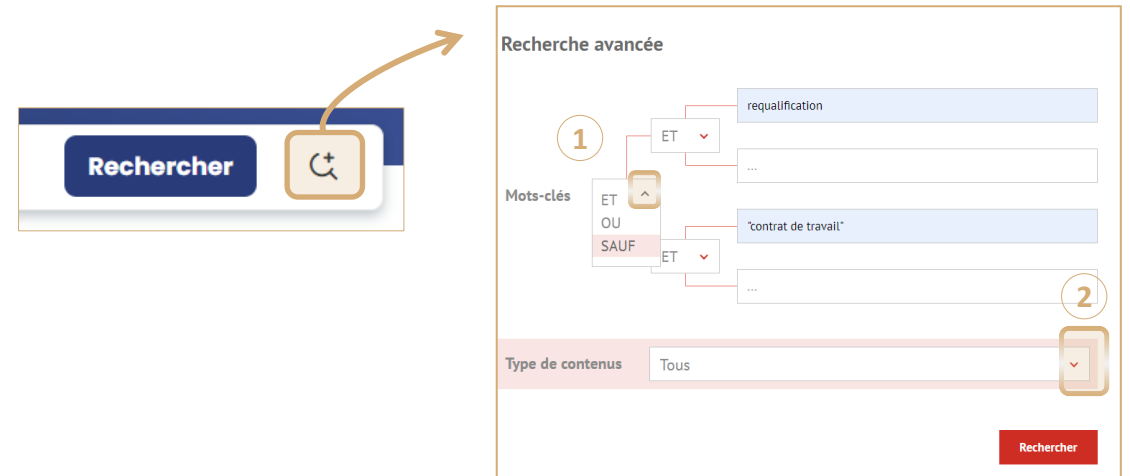 Rechercher
Recherche avancée
requalification
1
ET
...
Mots-clés
ET
OU
SAUF
"contrat de travail"
ET
...
2
Type de contenus
Tous
Rechercher